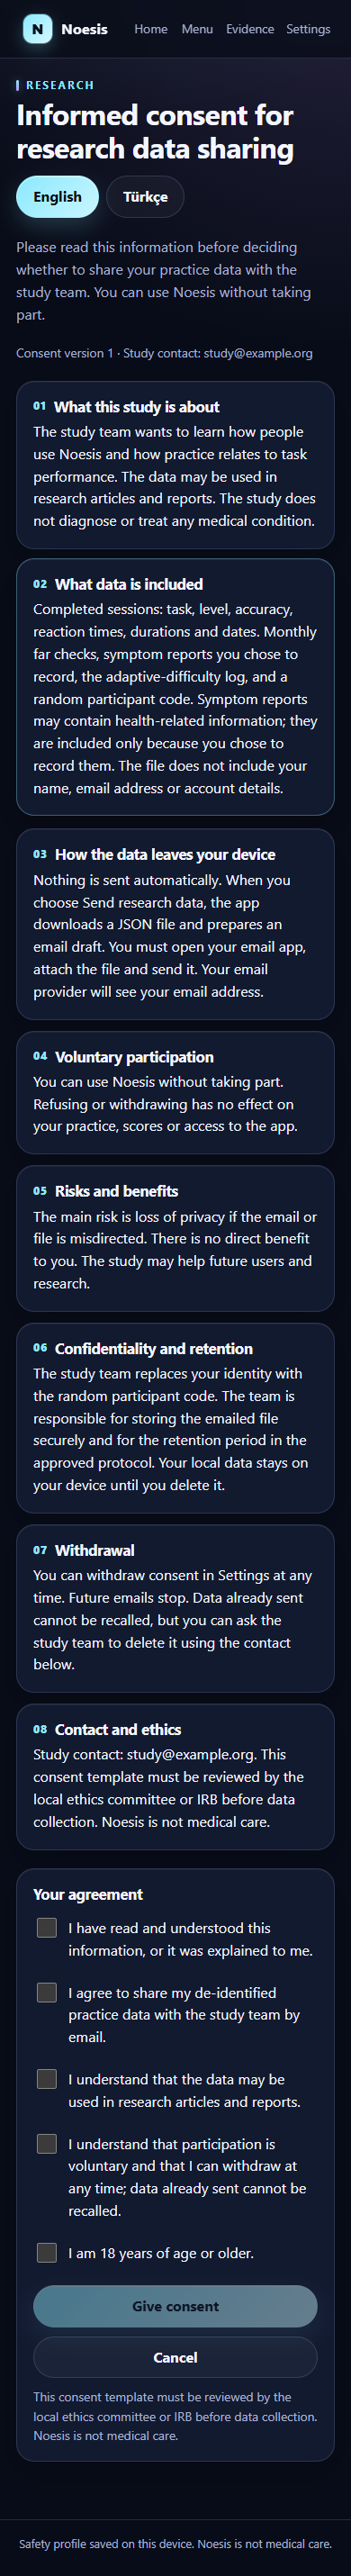 N Noesis Home Menu Evidence Settings
RESEARCH
Informed consent for
research data sharing
English Türkçe
Please read this information before deciding
whether to share your practice data with the
study team. You can use Noesis without taking
part.
Consent version 1 · Study contact: study@example.org
01 What this study is about
The study team wants to learn how people
use Noesis and how practice relates to task
performance. The data may be used in
research articles and reports. The study does
not diagnose or treat any medical condition.
02 What data is included
Completed sessions: task, level, accuracy,
reaction times, durations and dates. Monthly
far checks, symptom reports you chose to
record, the adaptive-difficulty log, and a
random participant code. Symptom reports
may contain health-related information; they
are included only because you chose to
record them. The file does not include your
name, email address or account details.
03 How the data leaves your device
Nothing is sent automatically. When you
choose Send research data, the app
downloads a JSON file and prepares an
email draft. You must open your email app,
attach the file and send it. Your email
provider will see your email address.
04 Voluntary participation
You can use Noesis without taking part.
Refusing or withdrawing has no effect on
your practice, scores or access to the app.
05 Risks and benefits
The main risk is loss of privacy if the email or
file is misdirected. There is no direct benefit
to you. The study may help future users and
research.
06 Confidentiality and retention
The study team replaces your identity with
the random participant code. The team is
responsible for storing the emailed file
securely and for the retention period in the
approved protocol. Your local data stays on
your device until you delete it.
07 Withdrawal
You can withdraw consent in Settings at any
time. Future emails stop. Data already sent
cannot be recalled, but you can ask the
study team to delete it using the contact
below.
08 Contact and ethics
Study contact: study@example.org. This
consent template must be reviewed by the
local ethics committee or IRB before data
collection. Noesis is not medical care.
Your agreement
I have read and understood this
information, or it was explained to me.
I agree to share my de-identified
practice data with the study team by
email.
I understand that the data may be
used in research articles and reports.
I understand that participation is
voluntary and that I can withdraw at
any time; data already sent cannot be
recalled.
I am 18 years of age or older.
Give consent
Cancel
This consent template must be reviewed by the
local ethics committee or IRB before data collection.
Noesis is not medical care.
Safety profile saved on this device. Noesis is not medical care.